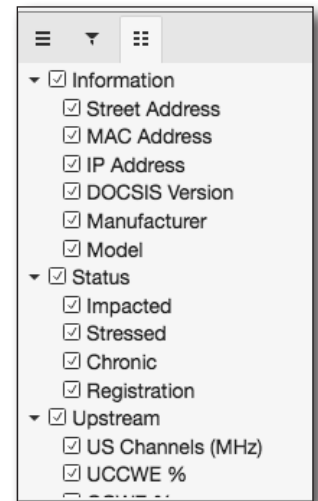 Information
Street Address
MAC Address
IP Address
DOCSIS Version
Manufacturer
Model
Status
Impacted
Stressed
Chronic
Registration
Upstream
US Channels (MHz)
UCCWE %